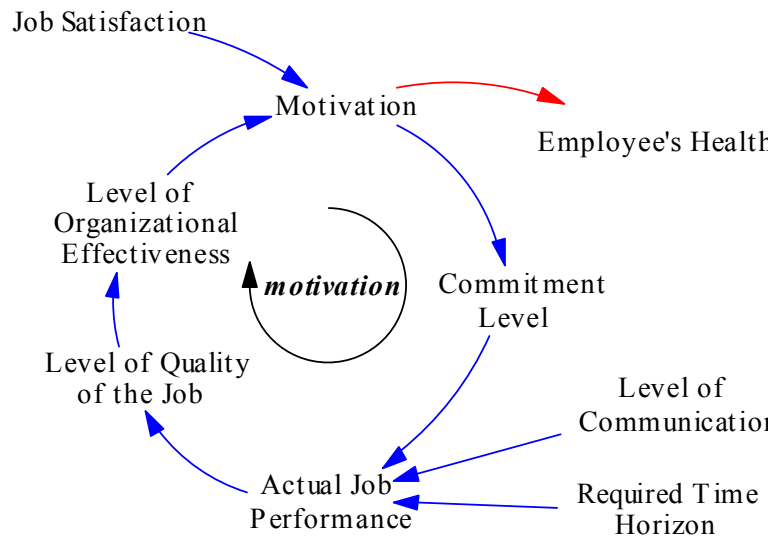 Job Satisfaction
Motivation
Employee's Health
Level of
Organizational
Effectiveness
motivation
Commitment
Level
Level of Quality
of the Job
Level of
Communication
Actual Job
Performance
Required Time
Horizon